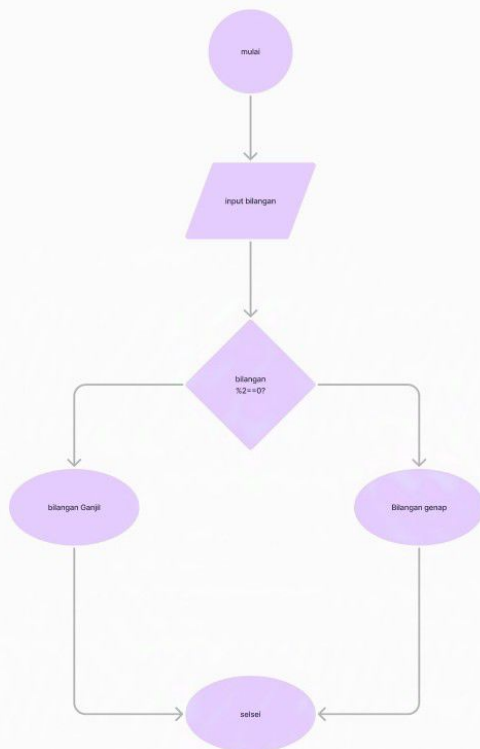 mulai
input bilangan
bilangan
%2==0?
bilangan Ganjil
Bilangan genap
selsei